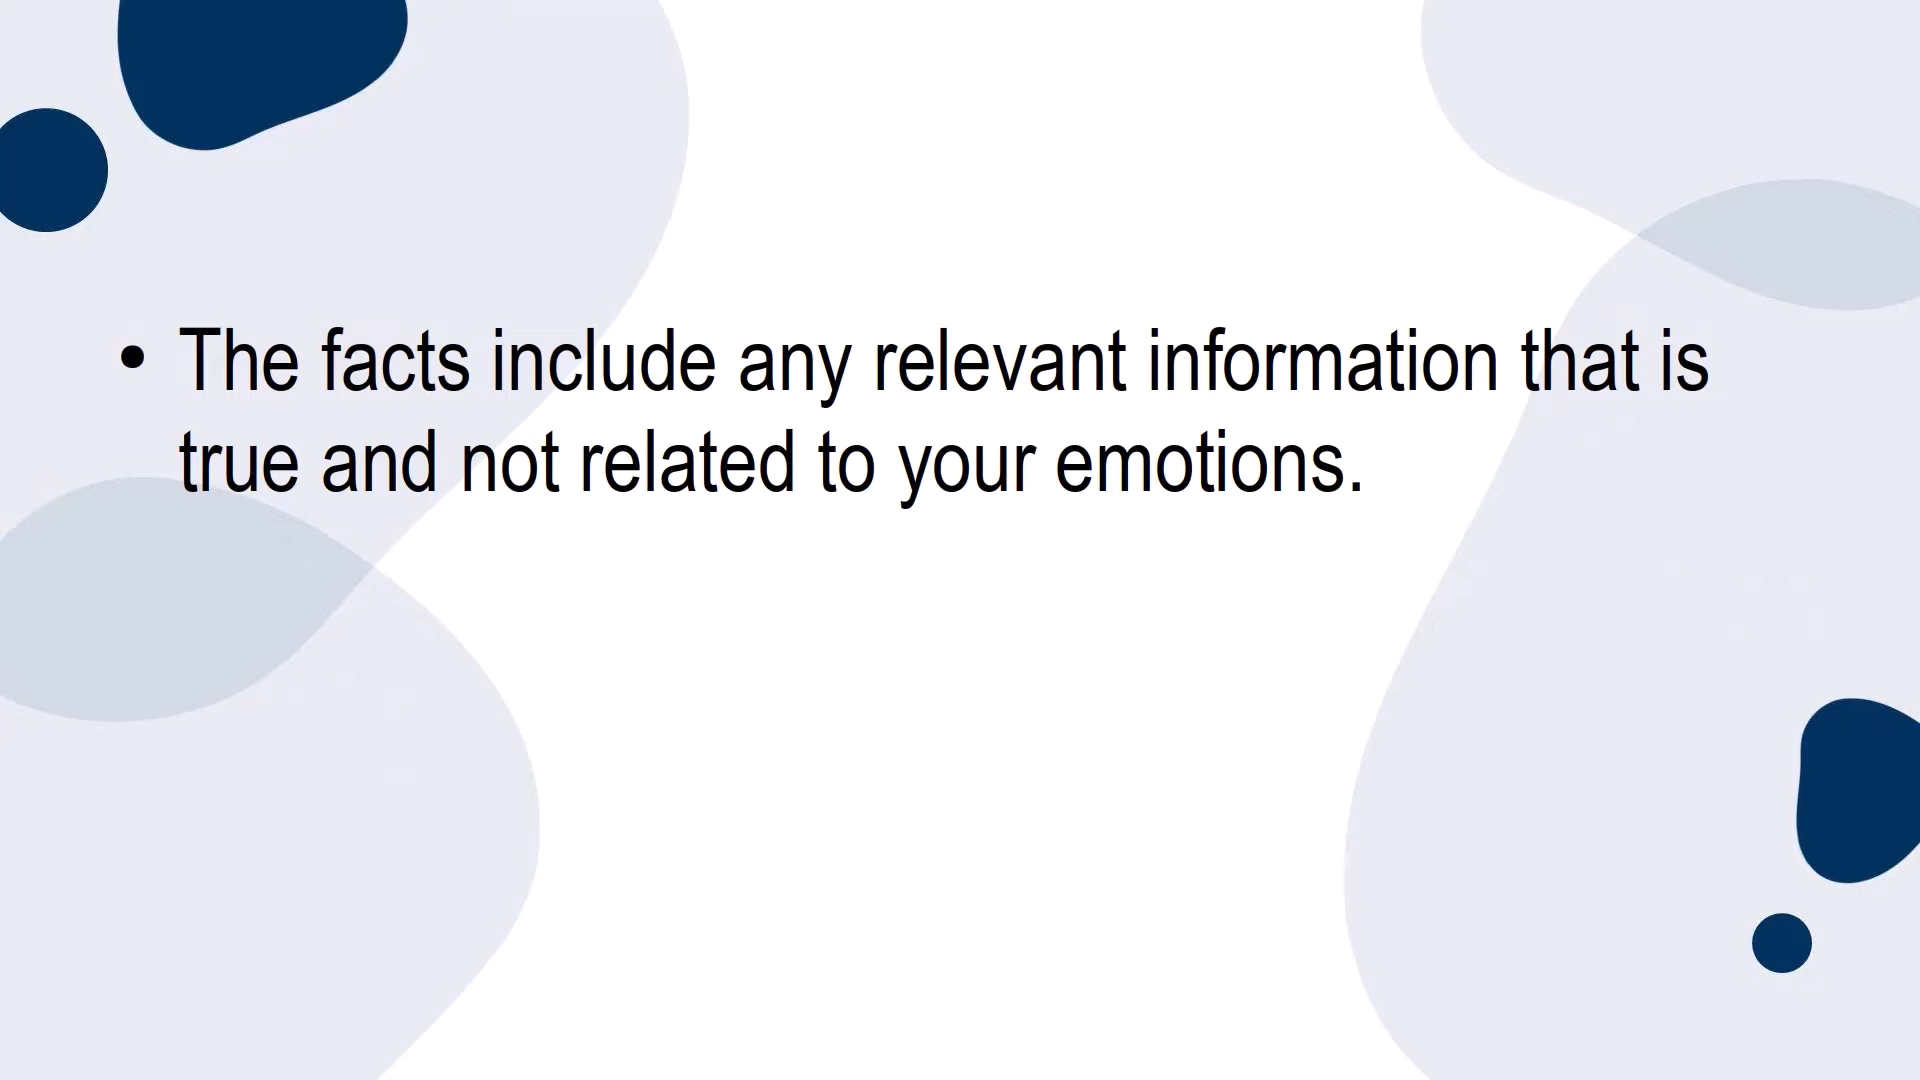 • The facts include any relevant information that is
true and not related to your emotions.